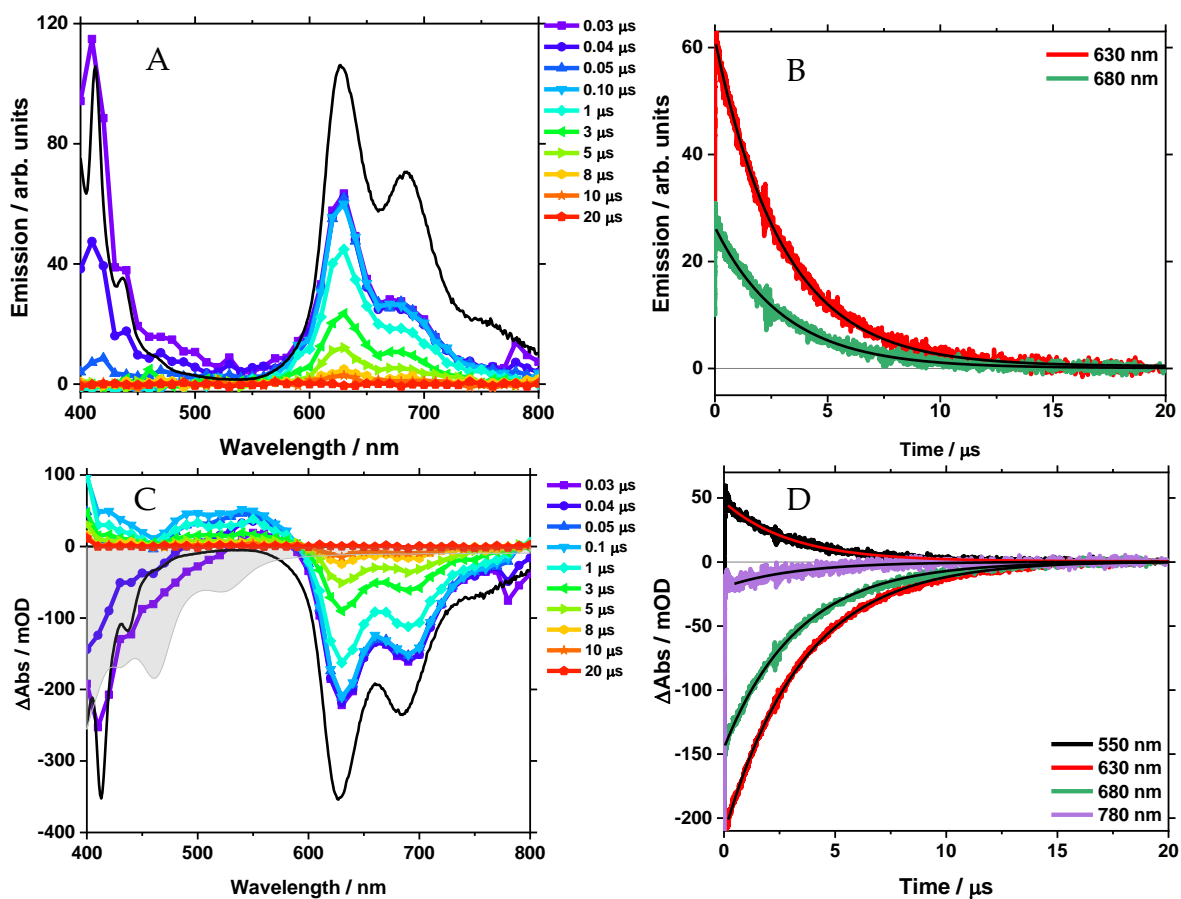 A
Emission / arb. units
120
80
40
0
400
500
600
700
800
Wavelength / nm
0.03 µs
0.04 µs
0.05 µs
0.10 µs
1 µs
3 µs
5 µs
8 µs
10 µs
20 µs
B
Emission / arb. units
60
40
20
0
0
5
10
15
20
Time / µs
630 nm
680 nm
C
ΔAbs / mOD
100
0
-100
-200
-300
-400
400
500
600
700
800
Wavelength / nm
0.03 µs
0.04 µs
0.05 µs
0.1 µs
1 µs
3 µs
5 µs
8 µs
10 µs
20 µs
D
ΔAbs / mOD
50
0
-50
-100
-150
-200
0
5
10
15
20
Time / µs
550 nm
630 nm
680 nm
780 nm